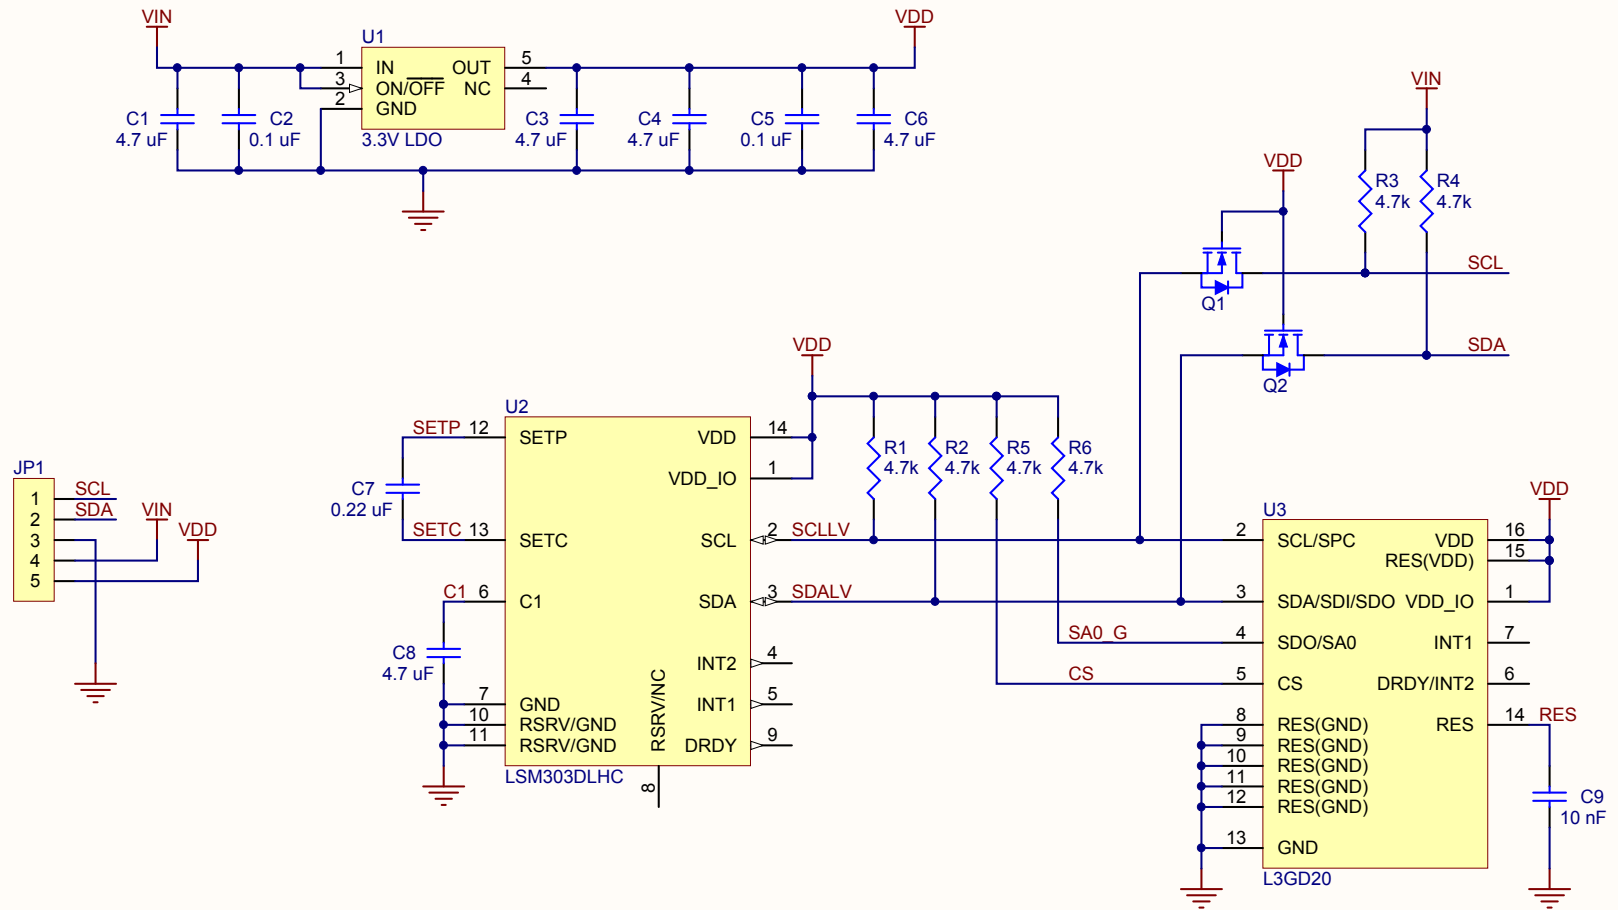 VIN
VDD
U1
1 IN OUT 5
3 ON/OFF NC 4
2 GND
3.3V LDO
C1
4.7 uF
C2
0.1 uF
C3
4.7 uF
C4
4.7 uF
C5
0.1 uF
C6
4.7 uF
VIN
VDD
R3
4.7k
R4
4.7k
SCL
Q1
SDA
Q2
VDD
U2
SETP 12 SETP VDD 14
VDD_IO 1
C7
0.22 uF
SETC 13 SETC SCL 2 SCLLV
C1 6 C1 SDA 3 SDALV
C8
4.7 uF
INT2 4
7 GND INT1 5
10 RSRV/GND
11 RSRV/GND DRDY 9
RSRV/NC
8
LSM303DLHC
R1
4.7k
R2
4.7k
R5
4.7k
R6
4.7k
JP1
1 SCL
2 SDA
3
4
5
VIN
VDD
VDD
U3
2 SCL/SPC VDD 16
RES(VDD) 15
3 SDA/SDI/SDO VDD_IO 1
SA0_G 4 SDO/SA0 INT1 7
CS 5 CS DRDY/INT2 6
8 RES(GND) RES 14 RES
9 RES(GND)
10 RES(GND)
11 RES(GND)
12 RES(GND)
13 GND
L3GD20
C9
10 nF